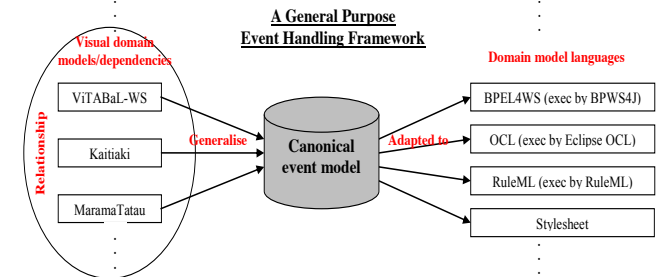 A General Purpose
Event Handling Framework
Visual domain
models/dependencies
Relationship
ViTABaL-WS
Kaitiaki
MaramaTatau
Generalise
Canonical
event model
Adapted to
Domain model languages
BPEL4WS (exec by BPWS4J)
OCL (exec by Eclipse OCL)
RuleML (exec by RuleML)
Stylesheet